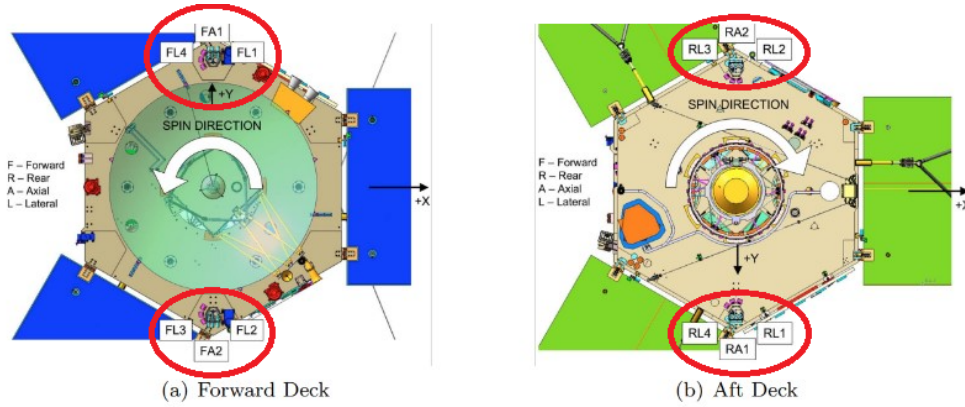 FA1
FL4 FL1
+Y
SPIN DIRECTION
F – Forward
R – Rear
A – Axial
L – Lateral
+X
FL3 FL2
FA2
(a) Forward Deck
RA2
RL3 RL2
SPIN DIRECTION
F – Forward
R – Rear
A – Axial
L – Lateral
+X
+Y
RL4 RL1
RA1
(b) Aft Deck